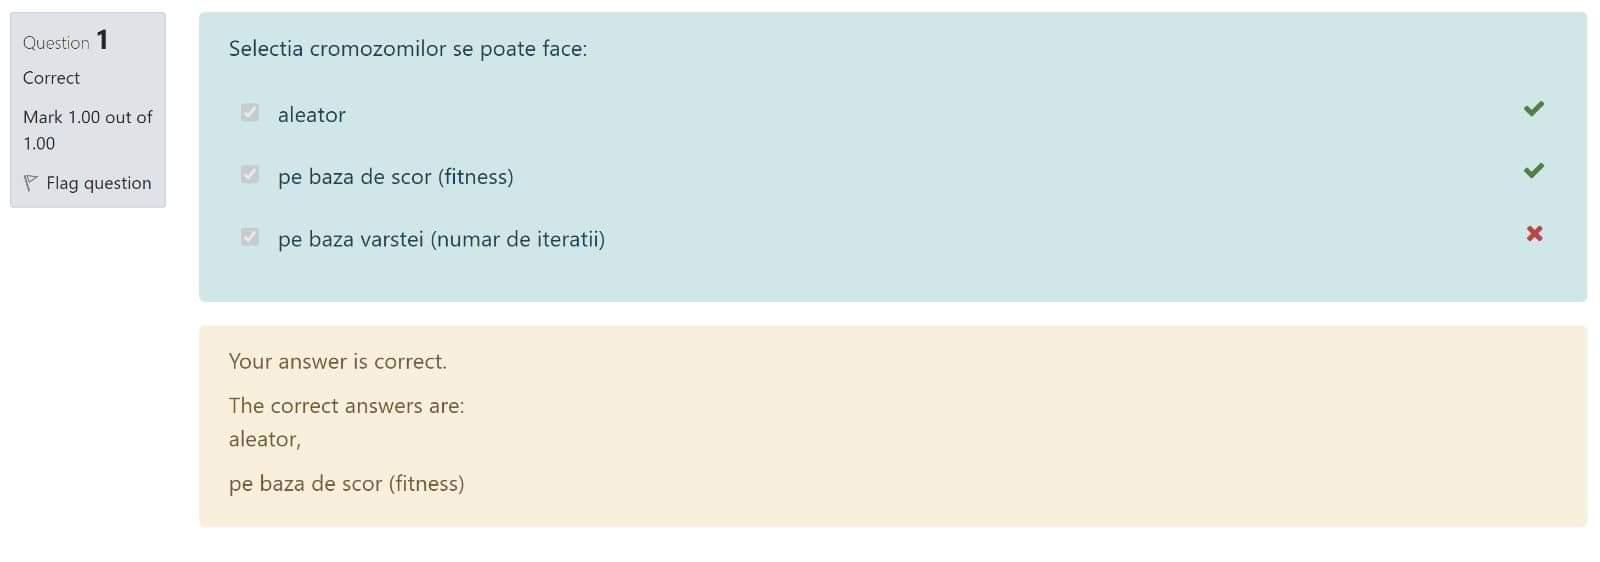 Question 1
Correct
Mark 1.00 out of
1.00
Flag question
Selectia cromozomilor se poate face:
aleator
pe baza de scor (fitness)
pe baza varstei (numar de iteratii)
Your answer is correct.
The correct answers are:
aleator,
pe baza de scor (fitness)